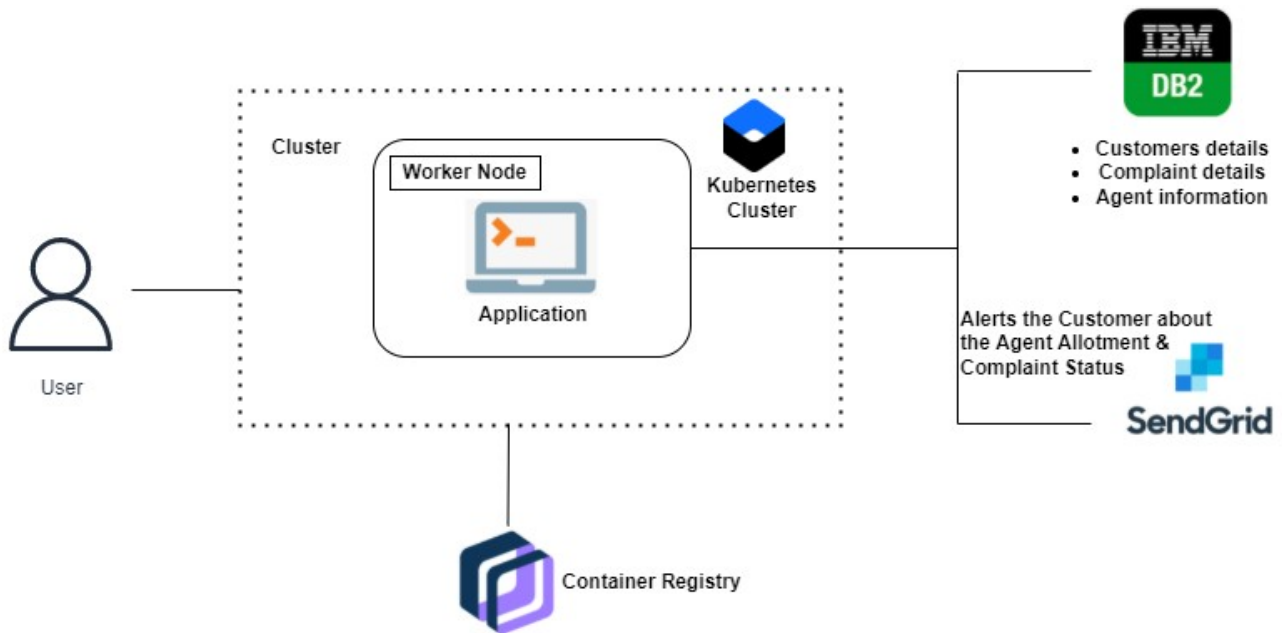 IBM
DB2
• Customers details
• Complaint details
• Agent information
Cluster
Worker Node
Kubernetes
Cluster
Application
User
Alerts the Customer about
the Agent Allotment &
Complaint Status
SendGrid
Container Registry